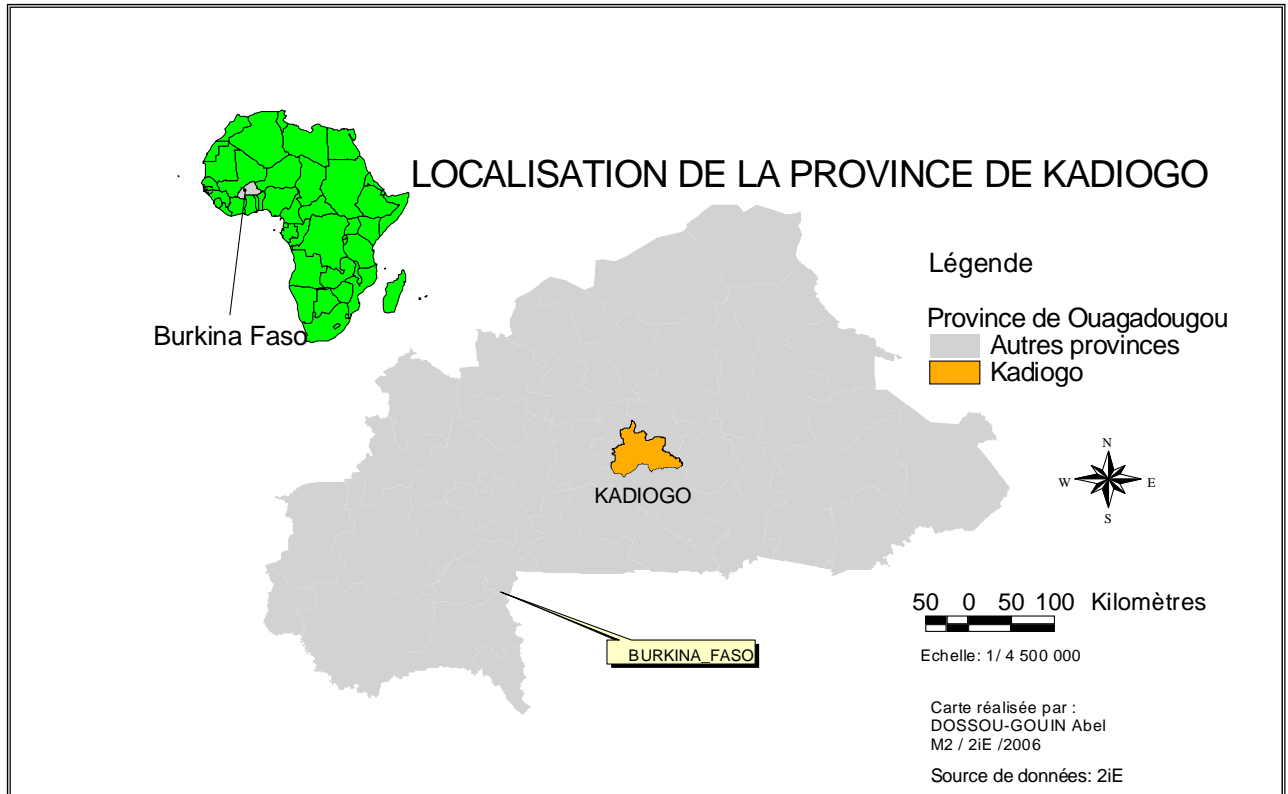 LOCALISATION DE LA PROVINCE DE KADIOGO
Burkina Faso
Légende
Province de Ouagadougou
Autres provinces
Kadiogo
KADIOGO
N
W E
S
BURKINA_FASO
50 0 50 100 Kilomètres
Echelle: 1/ 4 500 000
Carte réalisée par :
DOSSOU-GOUIN Abel
M2 / 2iE /2006
Source de données: 2iE